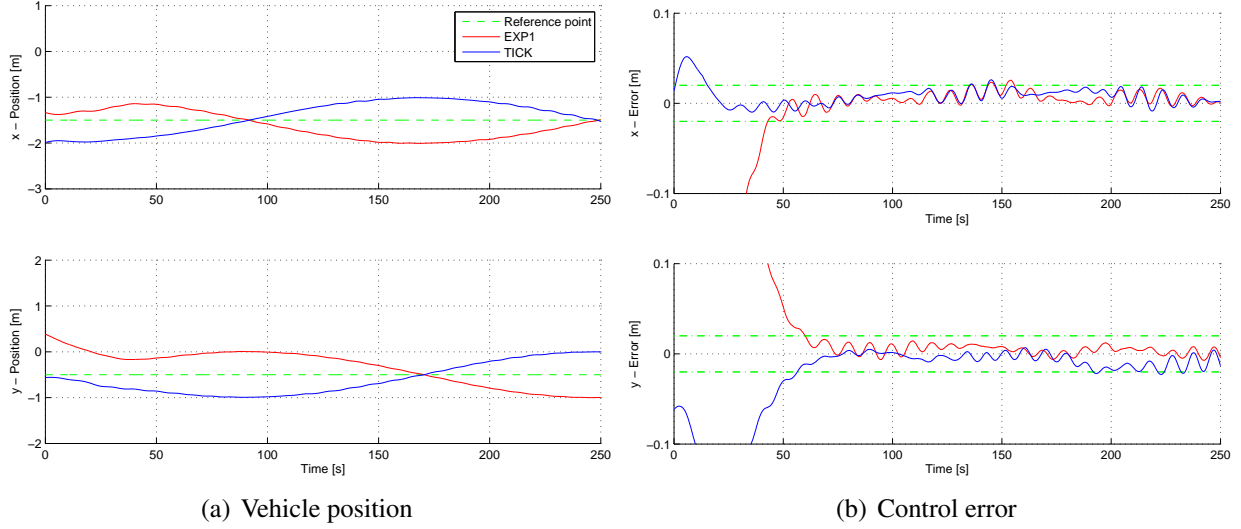 1
0
−1
−2
−3
x − Position [m]
0 50 100 150 200 250
Reference point
EXP1
TICK
2
1
0
−1
−2
y − Position [m]
0 50 100 150 200 250
Time [s]
(a) Vehicle position
0.1
0
−0.1
x − Error [m]
0 50 100 150 200 250
Time [s]
0.1
0
−0.1
y − Error [m]
0 50 100 150 200 250
Time [s]
(b) Control error